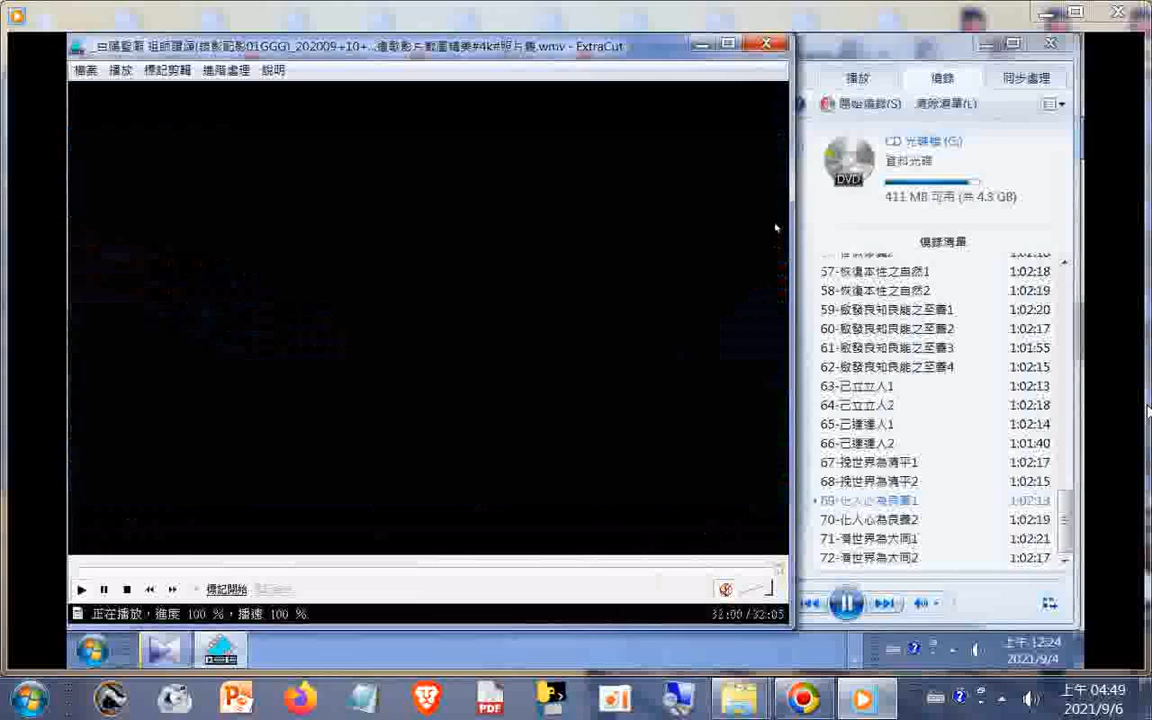 檔案 播放 標記剪輯 進階處理 說明
播放 燒錄 同步處理
開始燒錄(S) 清除清單(L)
CD 光碟機 (G:)
資料光碟
DVD
411 MB 可用 (共 4.3 GB)
燒錄清單
57-恢復本性之自然1 1:02:18
58-恢復本性之自然2 1:02:19
59-啟發良知良能之至善1 1:02:20
60-啟發良知良能之至善2 1:02:17
61-啟發良知良能之至善3 1:01:55
62-啟發良知良能之至善4 1:02:15
63-己立立人1 1:02:13
64-己立立人2 1:02:18
65-己達達人1 1:02:14
66-己達達人2 1:01:40
67-挽世界為清平1 1:02:17
68-挽世界為清平2 1:02:15
69-化人心為良善1 1:02:13
70-化人心為良善2 1:02:19
71-冀世界為大同1 1:02:21
72-冀世界為大同2 1:02:17
標記開始
正在播放，進度 100 %，播速 100 % 32:00 / 32:05
上午 12:24
2021/9/4
PDF
上午 04:49
2021/9/6